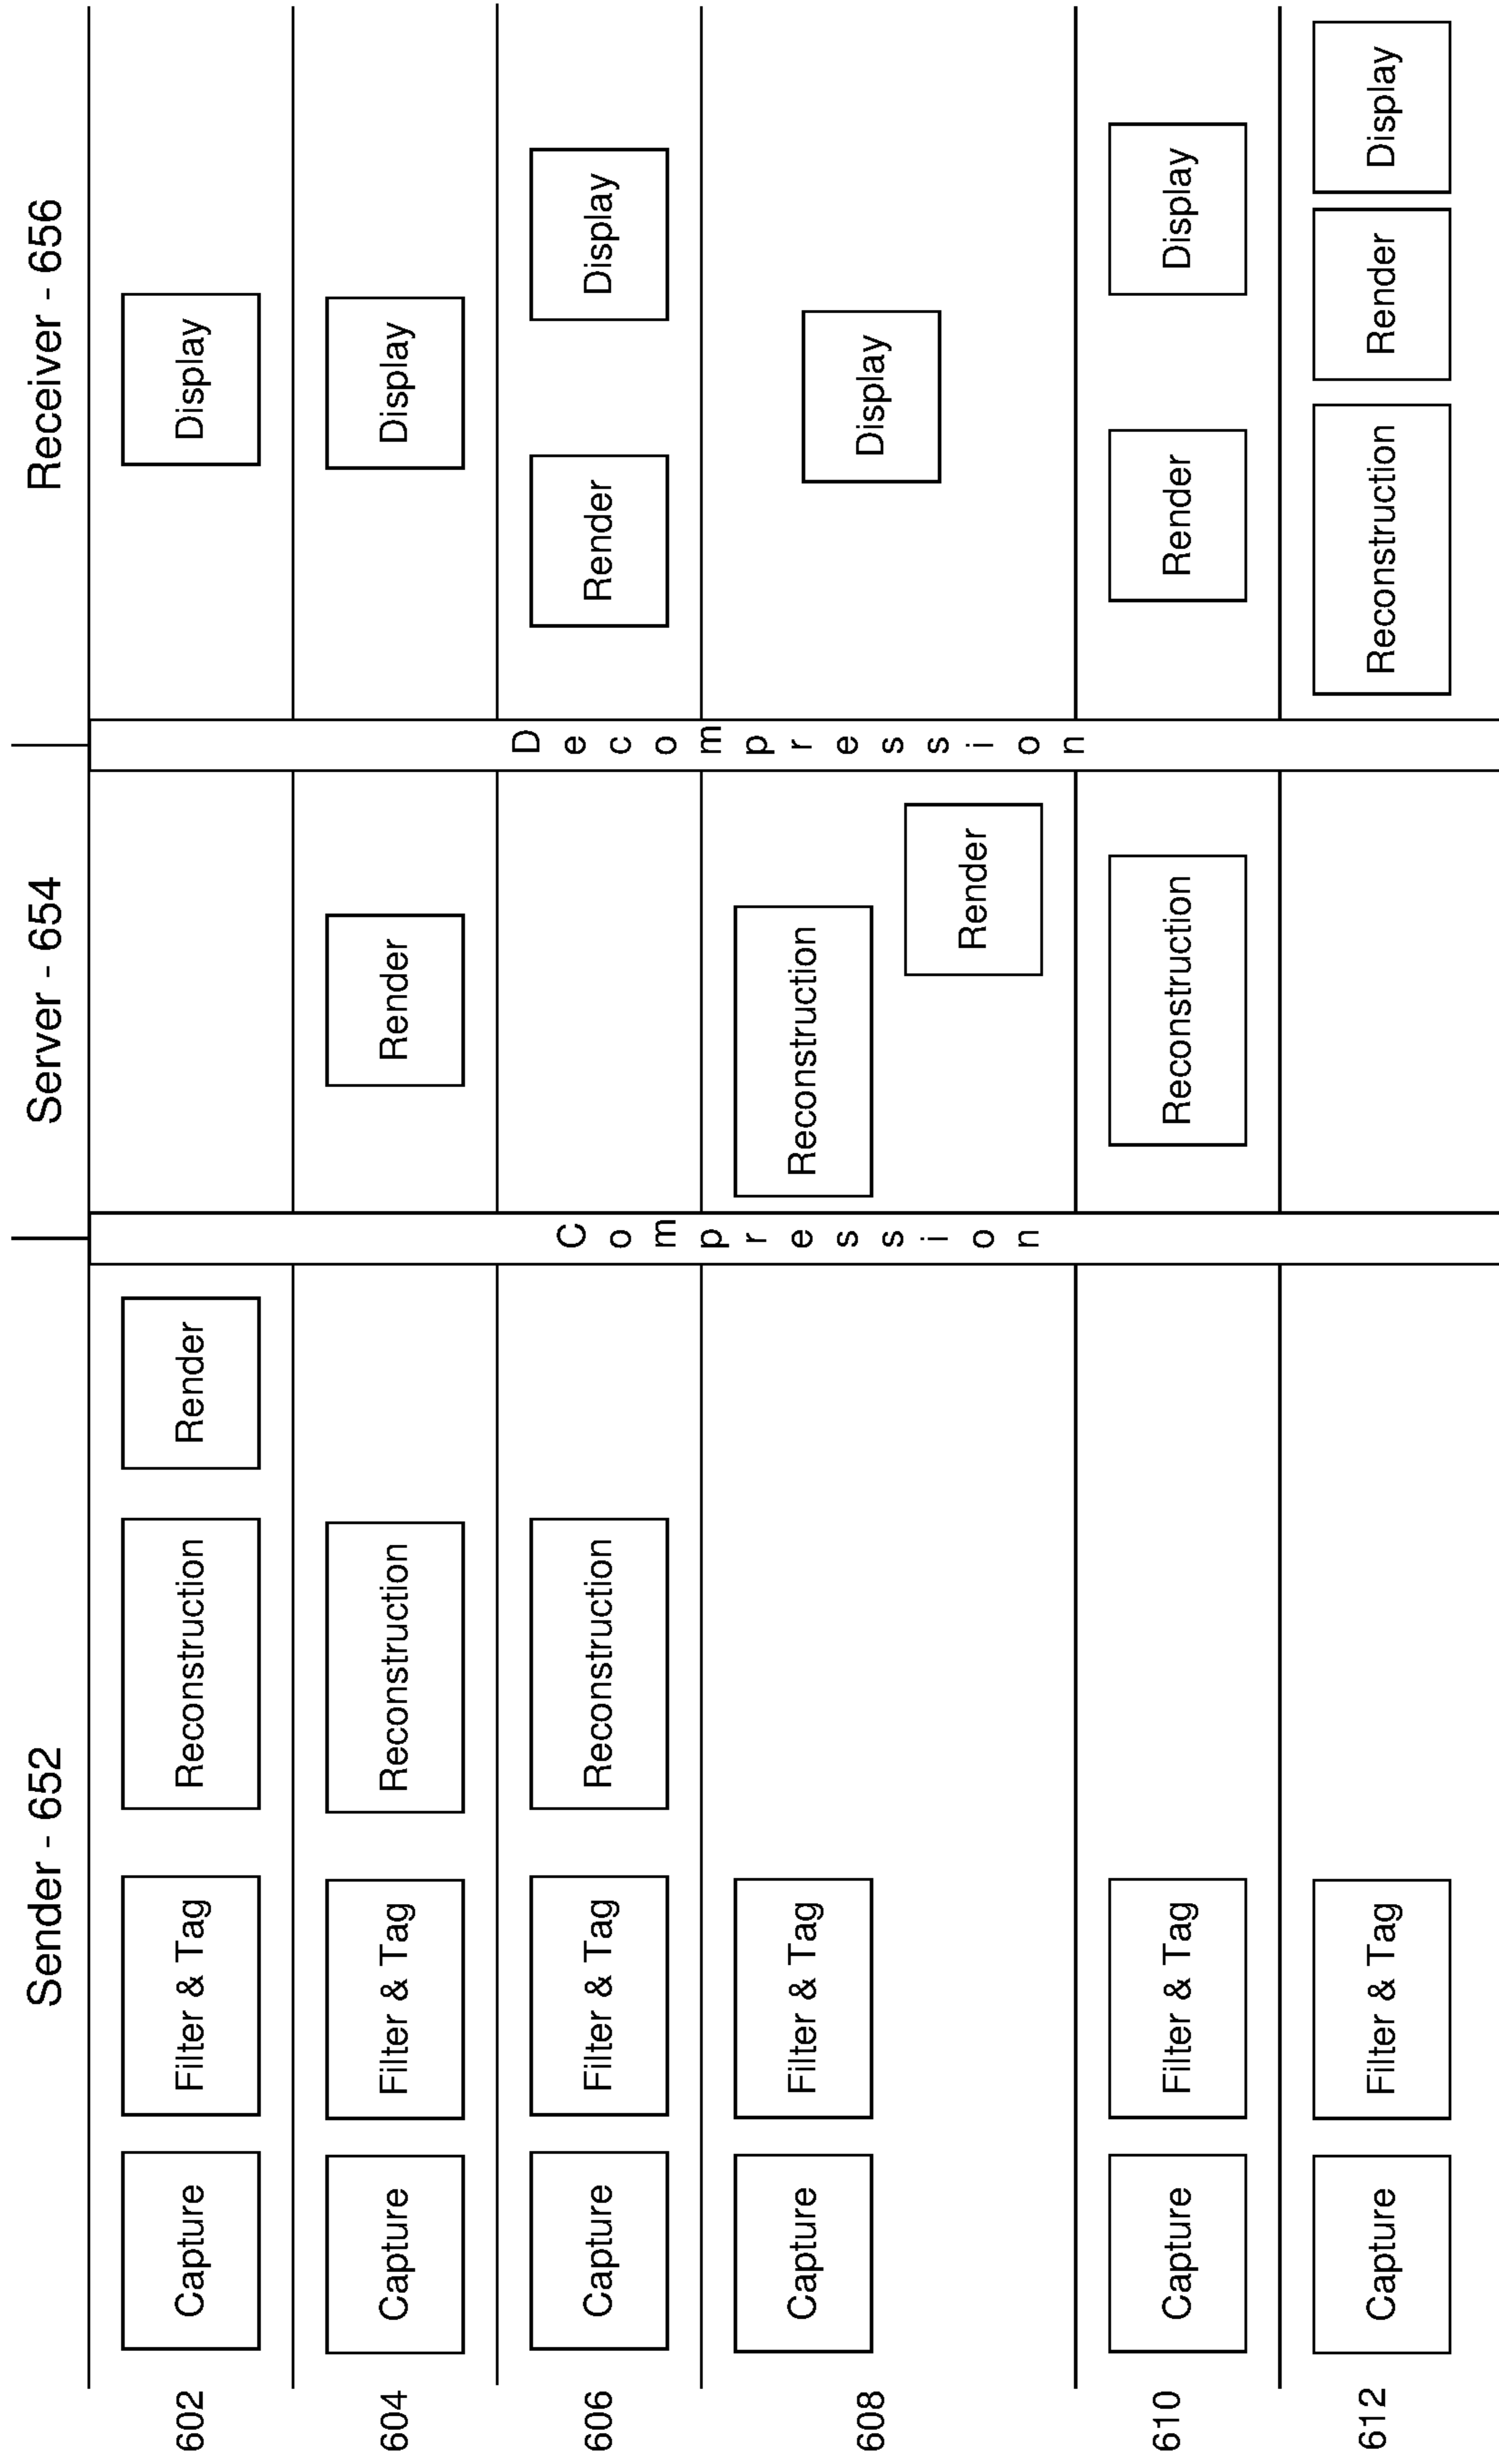 Sender - 652
Server - 654
Receiver - 656
602
Capture
Filter & Tag
Reconstruction
Render
Display
604
Capture
Filter & Tag
Reconstruction
Render
Display
606
Capture
Filter & Tag
Reconstruction
Render
Display
608
Capture
Filter & Tag
Reconstruction
Render
Display
610
Capture
Filter & Tag
Reconstruction
Render
Display
612
Capture
Filter & Tag
Reconstruction
Render
Display
Compression
Decompression